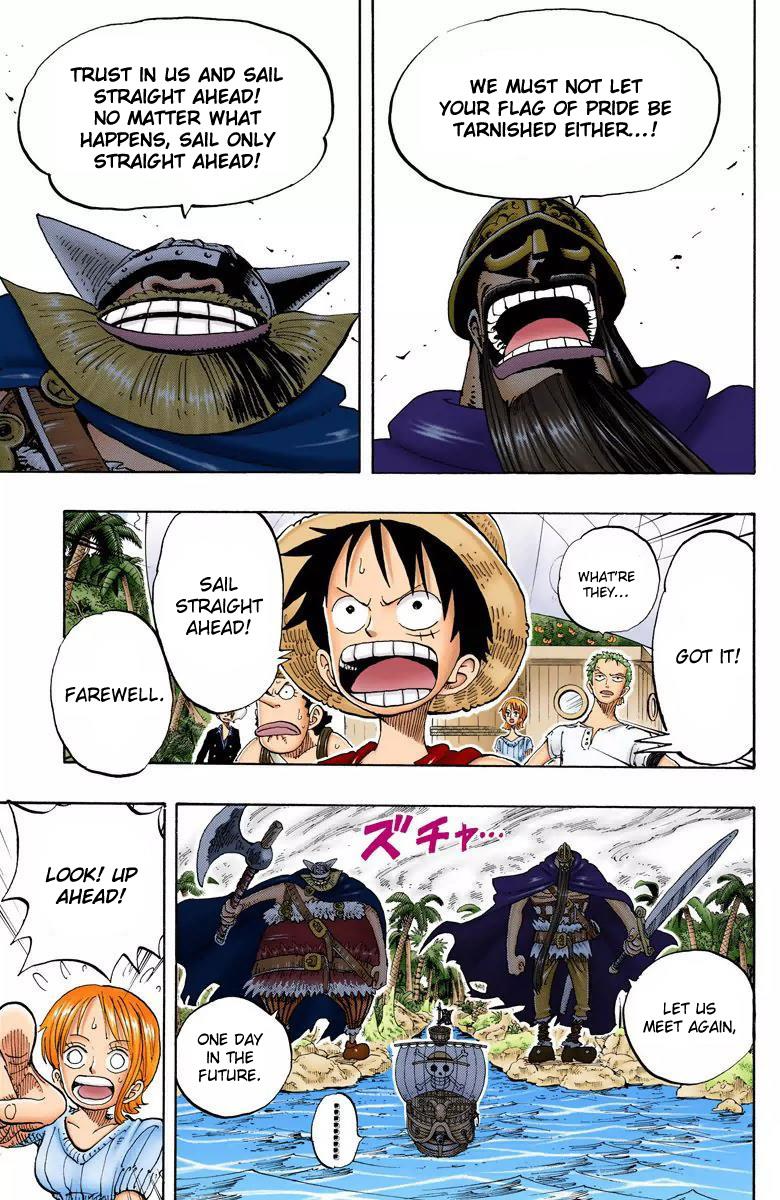 WE MUST NOT LET
YOUR FLAG OF PRIDE BE
TARNISHED EITHER...!
TRUST IN US AND SAIL
STRAIGHT AHEAD!
NO MATTER WHAT
HAPPENS, SAIL ONLY
STRAIGHT AHEAD!
GOT IT!
WHAT'RE
THEY...
SAIL
STRAIGHT
AHEAD!
FAREWELL.
ズチャ...
LET US
MEET AGAIN,
ONE DAY
IN THE
FUTURE.
.........
LOOK! UP
AHEAD!